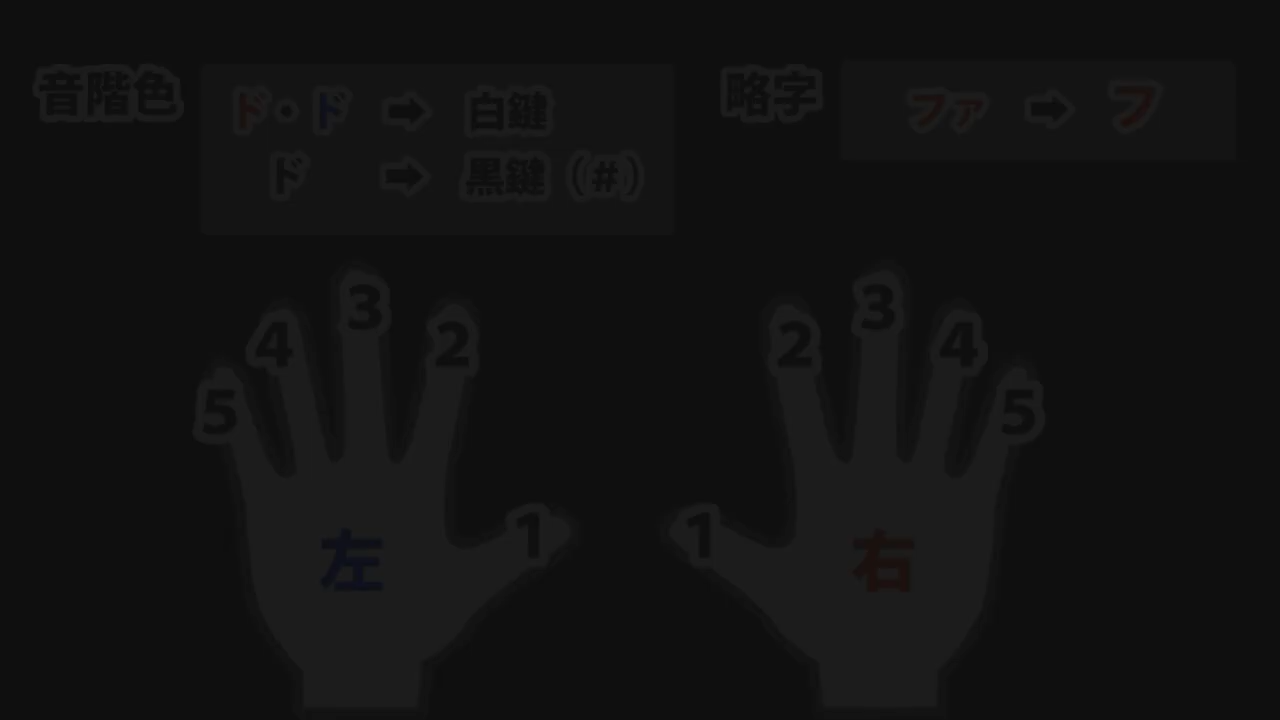 音階色
ド・ド ➡ 白鍵
ド ➡ 黒鍵（#）
略字
ファ ➡ フ
5 4 3 2 1
左
1 2 3 4 5
右